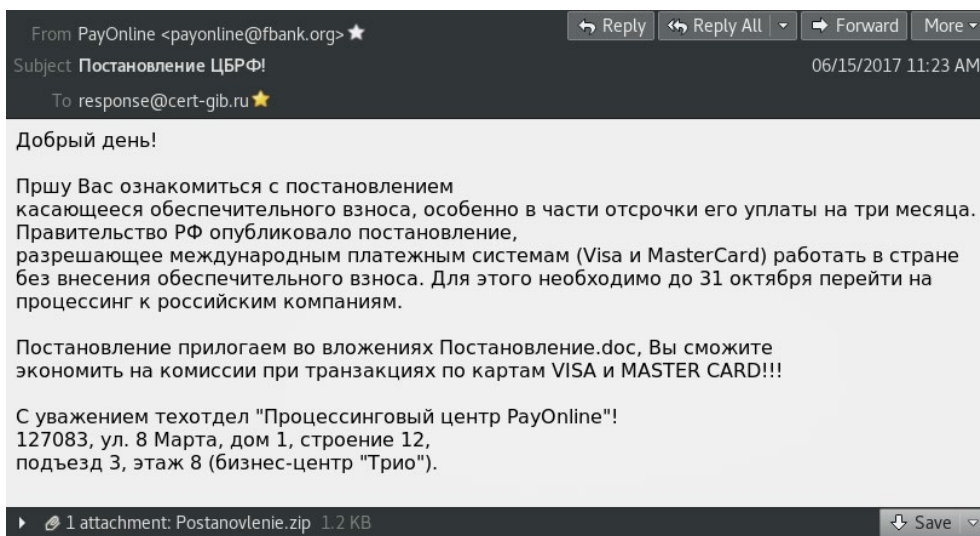 From PayOnline <payonline@fbank.org>
Reply
Reply All
Forward
More
Subject Постановление ЦБРФ!
06/15/2017 11:23 AM
To response@cert-gib.ru
Добрый день!
Пршу Вас ознакомиться с постановлением
касающееся обеспечительного взноса, особенно в части отсрочки его уплаты на три месяца.
Правительство РФ опубликовало постановление,
разрешающее международным платежным системам (Visa и MasterCard) работать в стране
без внесения обеспечительного взноса. Для этого необходимо до 31 октября перейти на
процессинг к российским компаниям.
Постановление прилогаем во вложениях Постановление.doc, Вы сможите
экономить на комиссии при транзакциях по картам VISA и MASTER CARD!!!
С уважением техотдел "Процессинговый центр PayOnline"!
127083, ул. 8 Марта, дом 1, строение 12,
подъезд 3, этаж 8 (бизнес-центр "Трио").
1 attachment: Postanovlenie.zip 1.2 KB
Save